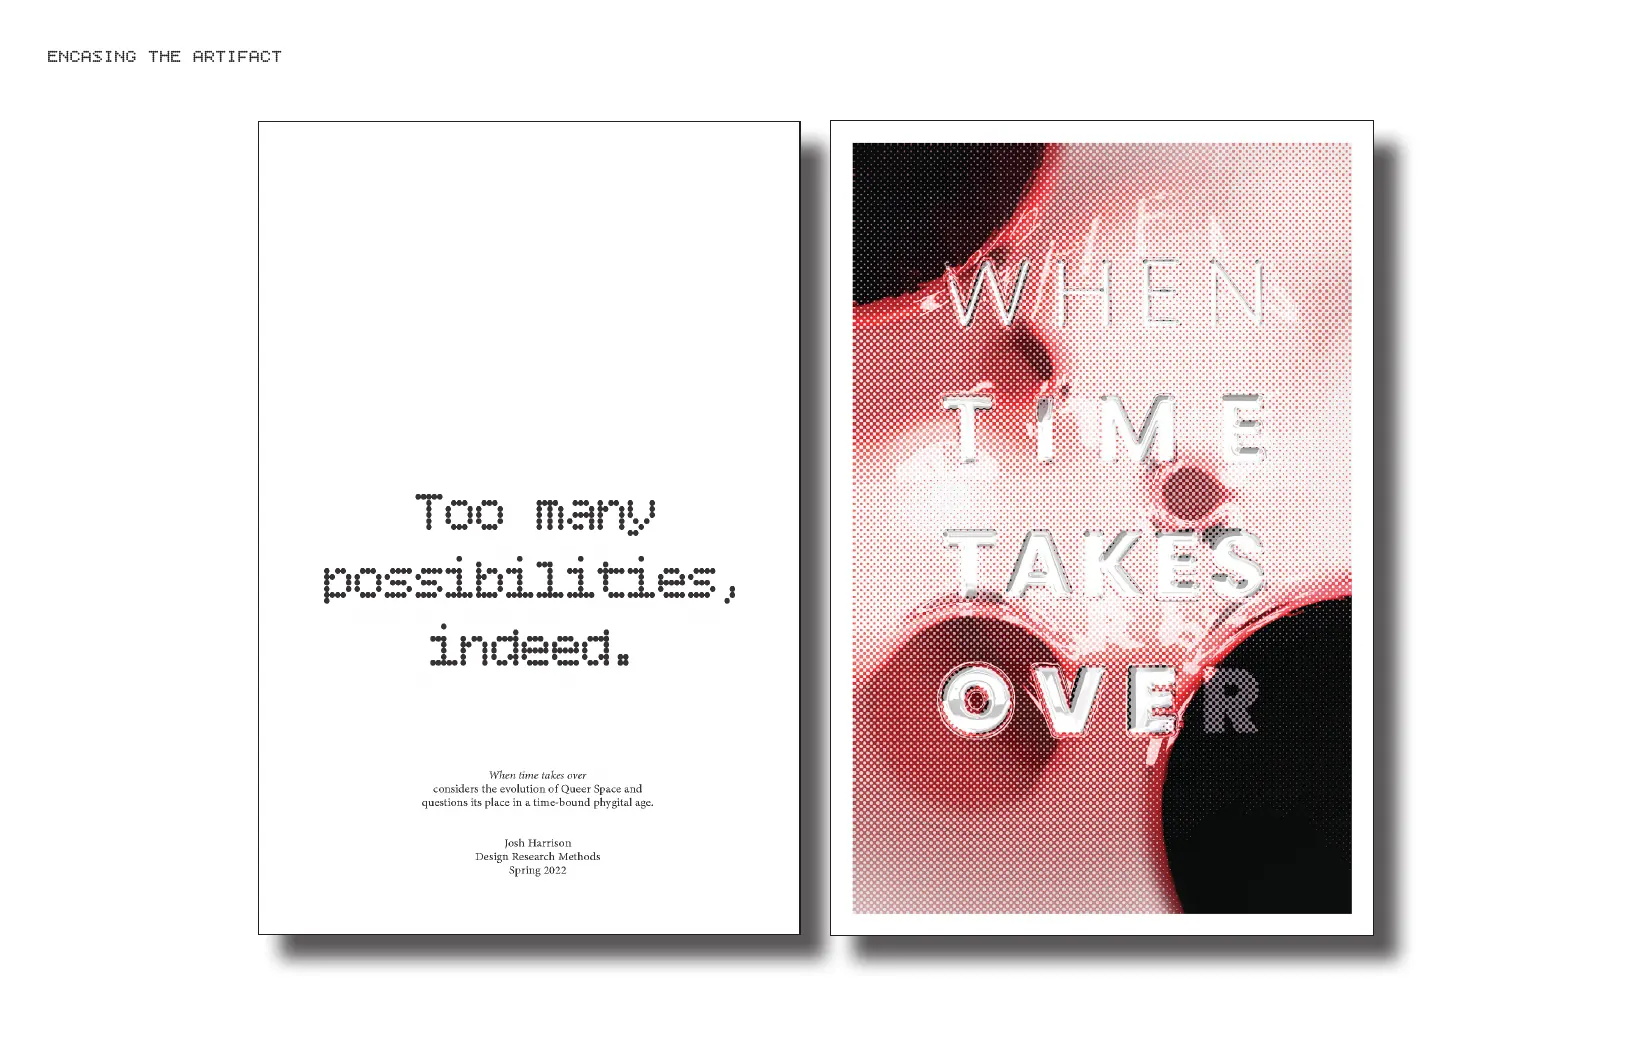 ENCASING THE ARTIFACT
Too many
possibilities,
indeed.
When time takes over
considers the evolution of Queer Space and
questions its place in a time-bound phygital age.
Josh Harrison
Design Research Methods
Spring 2022
WHEN
TIME
TAKES
OVER